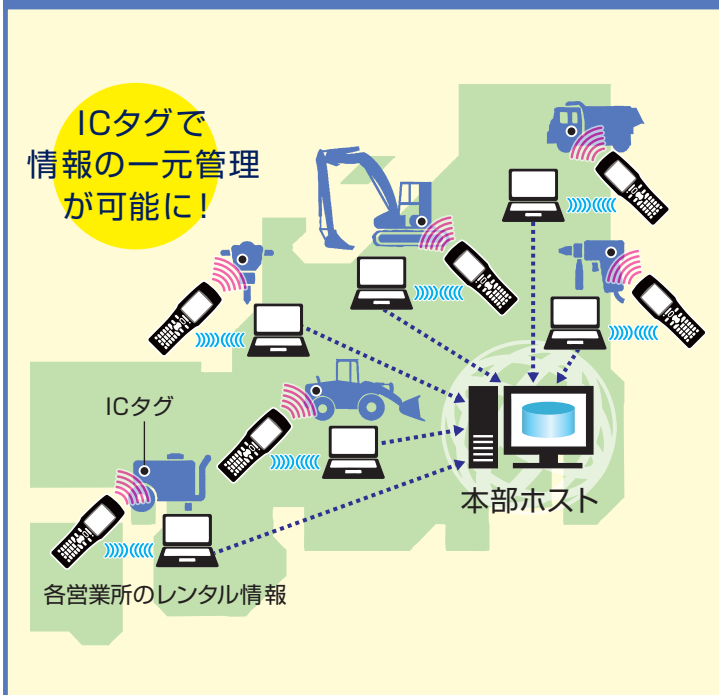 ICタグで
情報の一元管理
が可能に!
ICタグ
本部ホスト
各営業所のレンタル情報